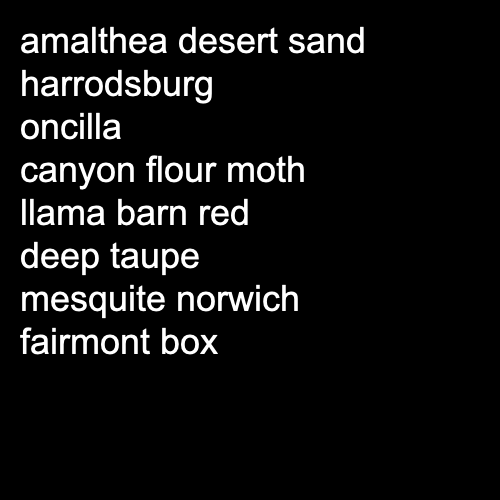 amalthea desert sand
harrodsburg
oncilla
canyon flour moth
llama barn red
deep taupe
mesquite norwich
fairmont box